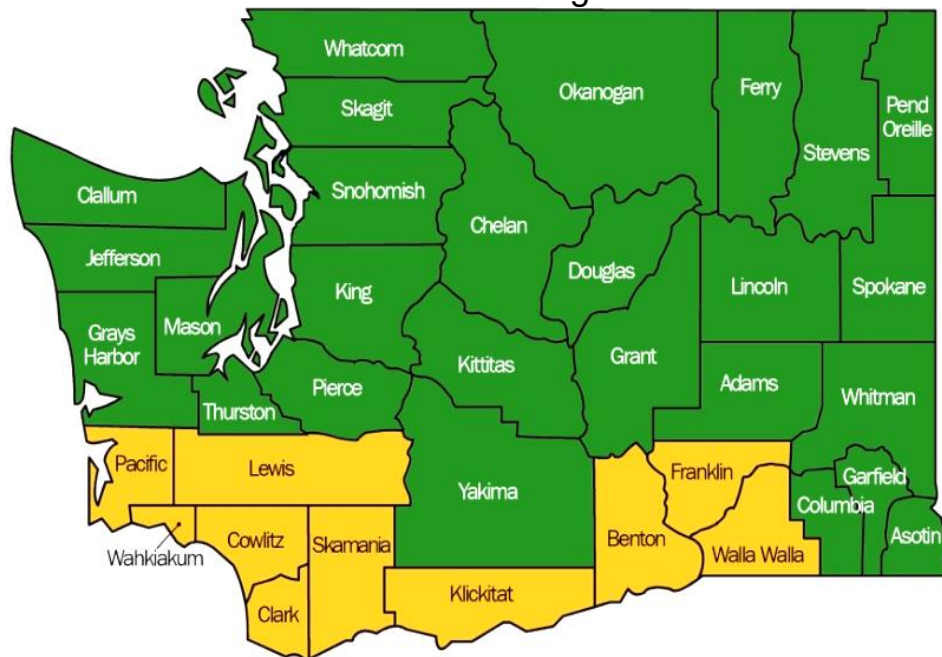 g
Whatcom
Okanogan
Ferry
Pend
Oreille
Skagit
Stevens
Clallum
Snohomish
Chelan
Jefferson
Douglas
King
Lincoln
Spokane
Grays
Harbor
Mason
Kittitas
Grant
Pierce
Adams
Whitman
Thurston
Pacific
Lewis
Yakima
Franklin
Garfield
Columbia
Wahkiakum
Cowlitz
Skamania
Benton
Walla Walla
Asotin
Clark
Klickitat